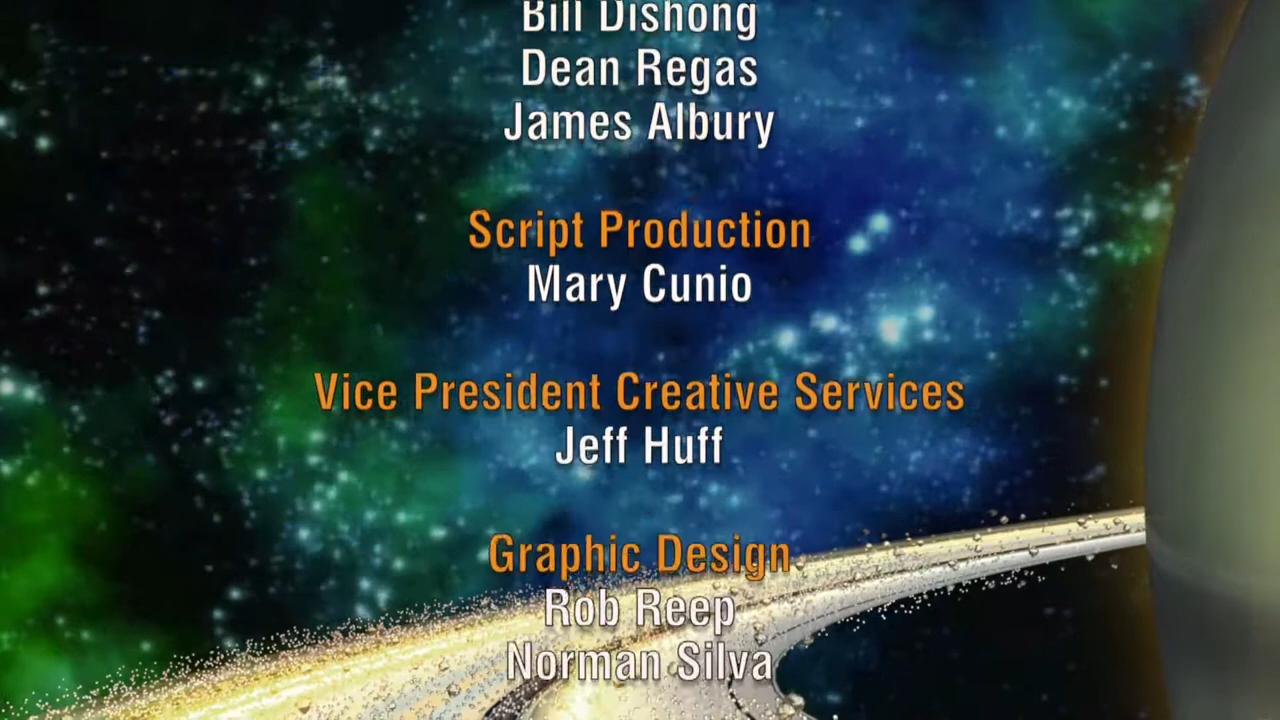 Bill Dishong
Dean Regas
James Albury
Script Production
Mary Cunio
Vice President Creative Services
Jeff Huff
Graphic Design
Rob Reep
Norman Silva